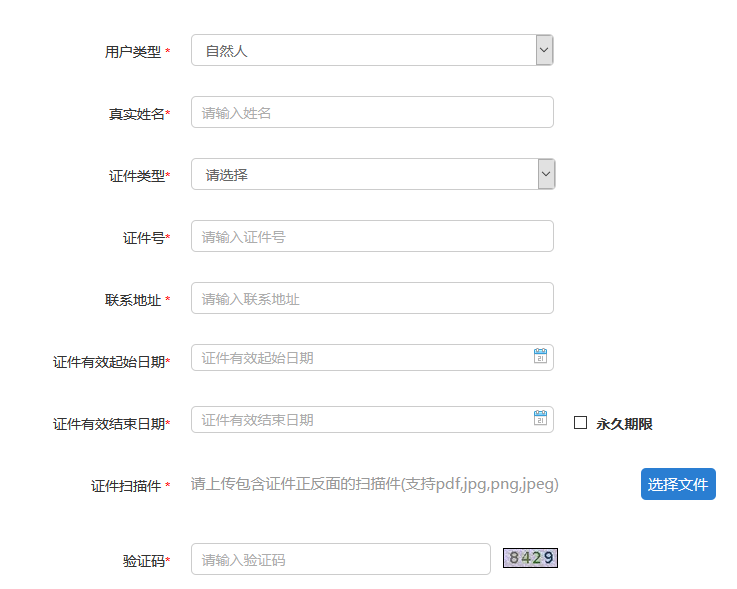 用户类型 * 自然人
真实姓名* 请输入姓名
证件类型* 请选择
证件号* 请输入证件号
联系地址 * 请输入联系地址
证件有效起始日期* 证件有效起始日期 21
证件有效结束日期* 证件有效结束日期 21 永久期限
证件扫描件 * 请上传包含证件正反面的扫描件(支持pdf,jpg,png,jpeg) 选择文件
验证码* 请输入验证码 8429